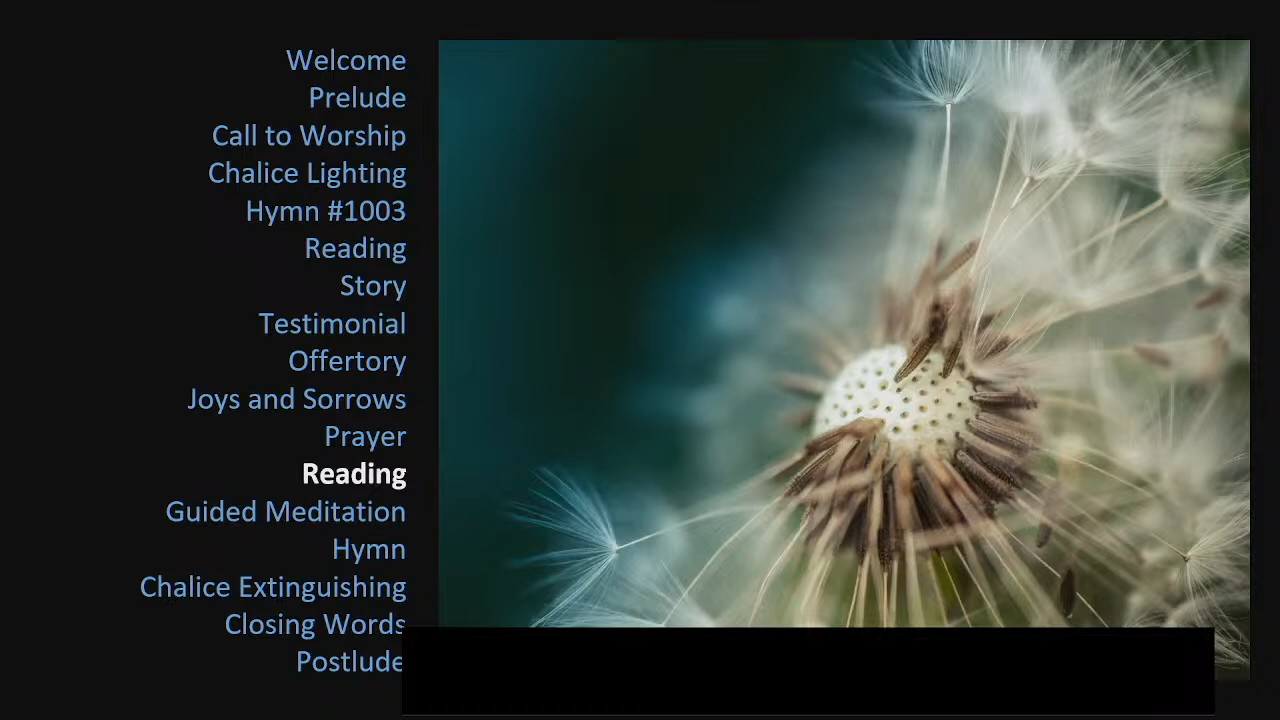 Welcome
Prelude
Call to Worship
Chalice Lighting
Hymn #1003
Reading
Story
Testimonial
Offertory
Joys and Sorrows
Prayer
Reading
Guided Meditation
Hymn
Chalice Extinguishing
Closing Words
Postlude